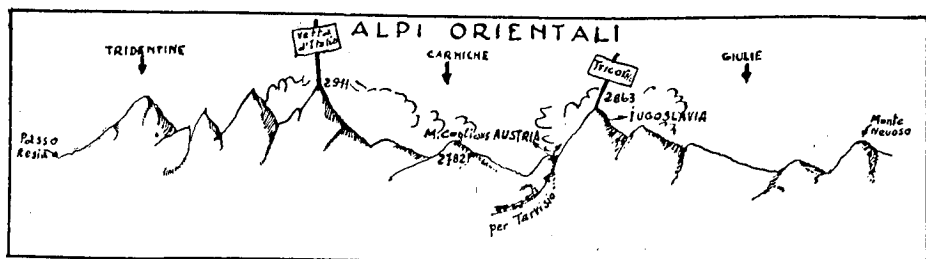 ALPI ORIENTALI
TRIDENTINE
vetta
d'Italia
2911
CARMICHE
TRICORNO
2863
JUGOSLAVIA
GIULIE
Passo
Resia
M. Coglians AUSTRIA
2782
per Tarvisio
Monte
Nevoso